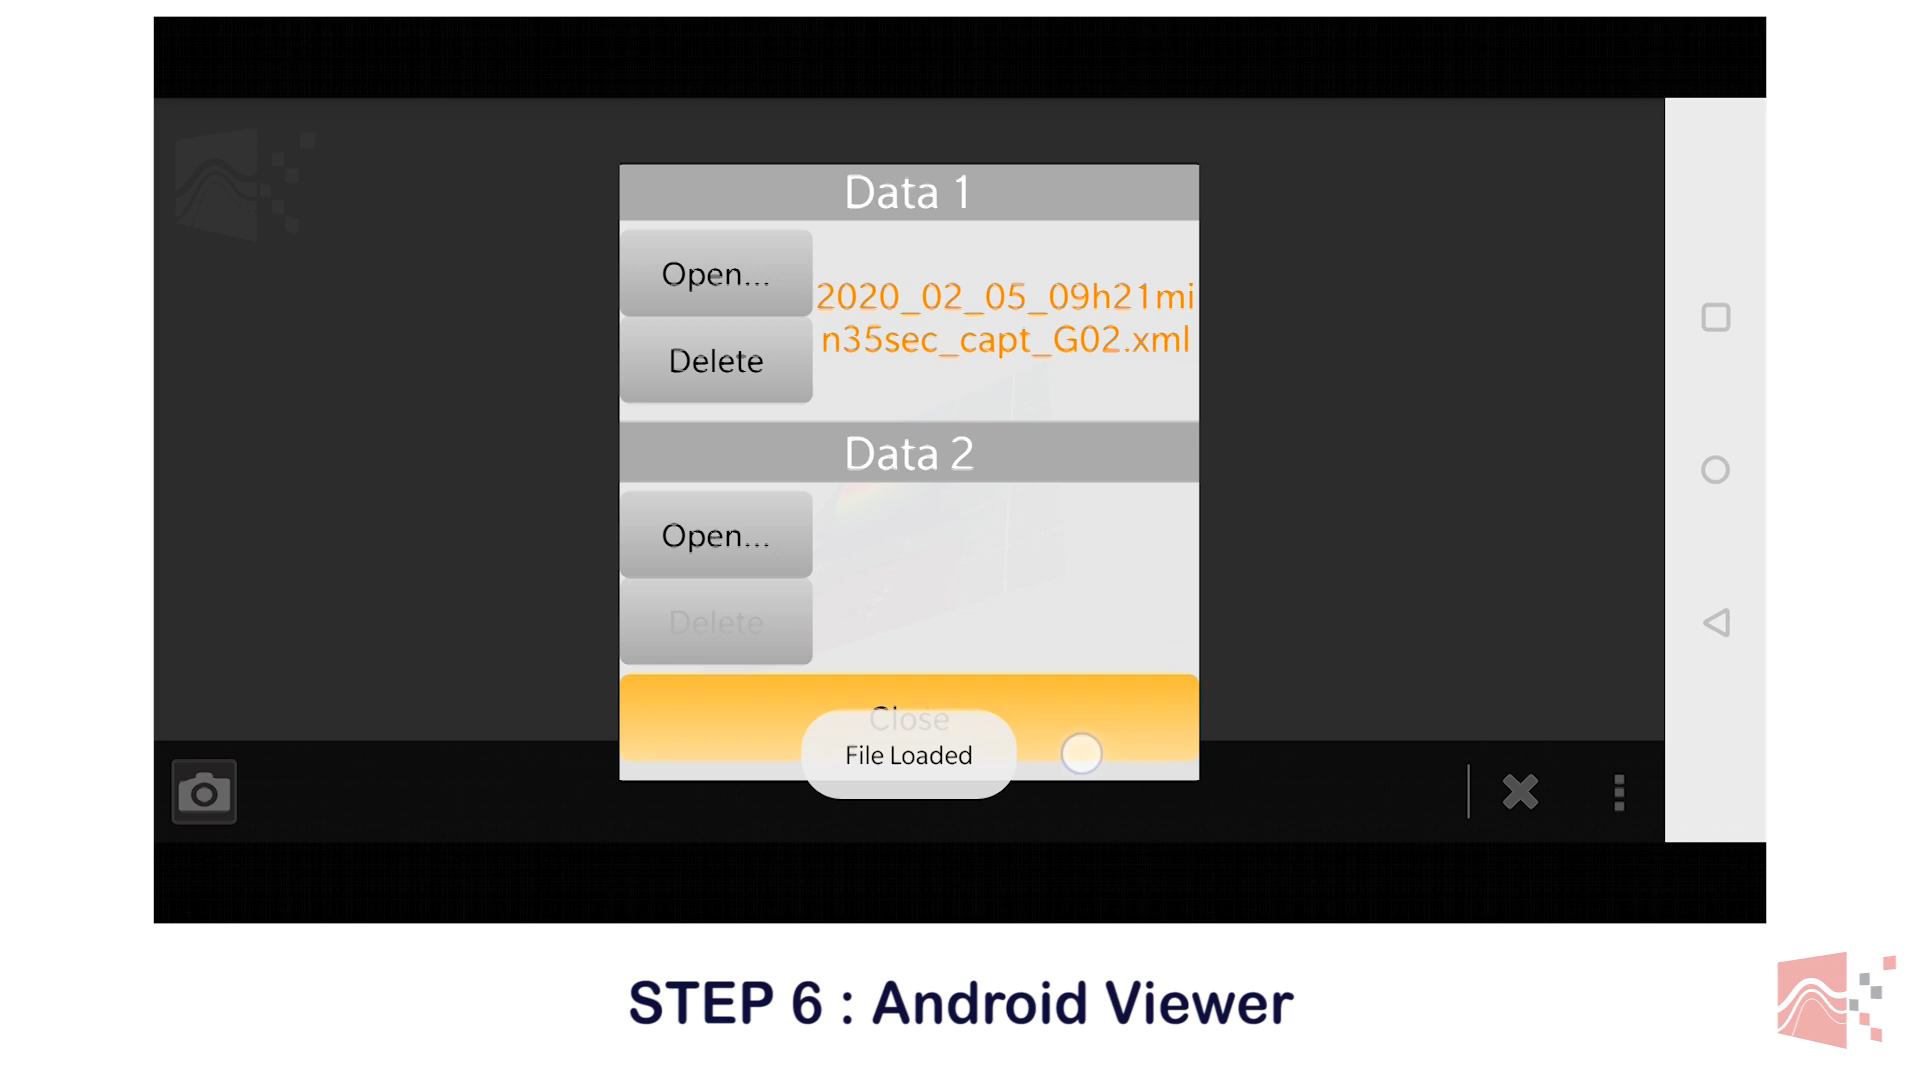 Data 1
Open...
2020_02_05_09h21mi
n35sec_capt_G02.xml
Delete
Data 2
Open...
Delete
Close
File Loaded
STEP 6 : Android Viewer